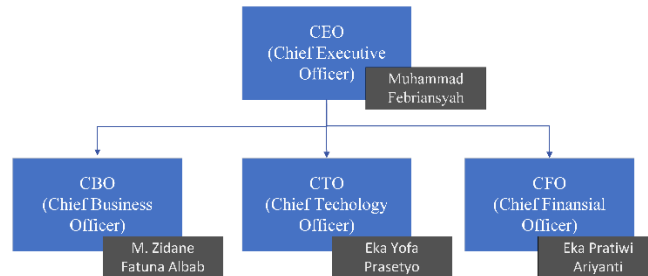 CEO
(Chief Executive
Officer)
Muhammad
Febriansyah
CBO
(Chief Business
Officer)
M. Zidane
Fatuna Albab
CTO
(Chief Techology
Officer)
Eka Yofa
Prasetyo
CFO
(Chief Finansial
Officer)
Eka Pratiwi
Ariyanti